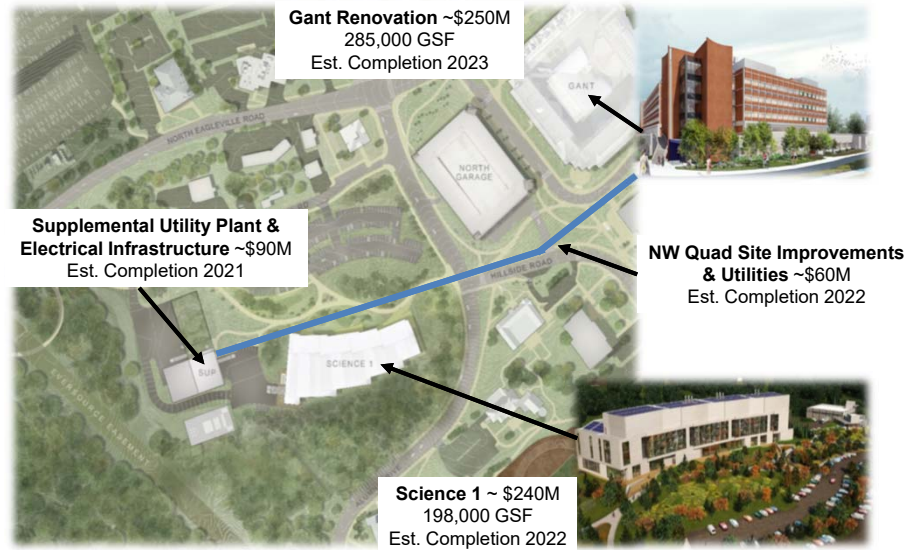 Gant Renovation ~$250M
285,000 GSF
Est. Completion 2023
GANT
NORTH EAGLEVILLE ROAD
NORTH
GARAGE
Supplemental Utility Plant &
Electrical Infrastructure ~$90M
Est. Completion 2021
NW Quad Site Improvements
& Utilities ~$60M
Est. Completion 2022
HILLSIDE ROAD
SUP
SCIENCE 1
EVERSOURCE EASEMENT
Science 1 ~ $240M
198,000 GSF
Est. Completion 2022